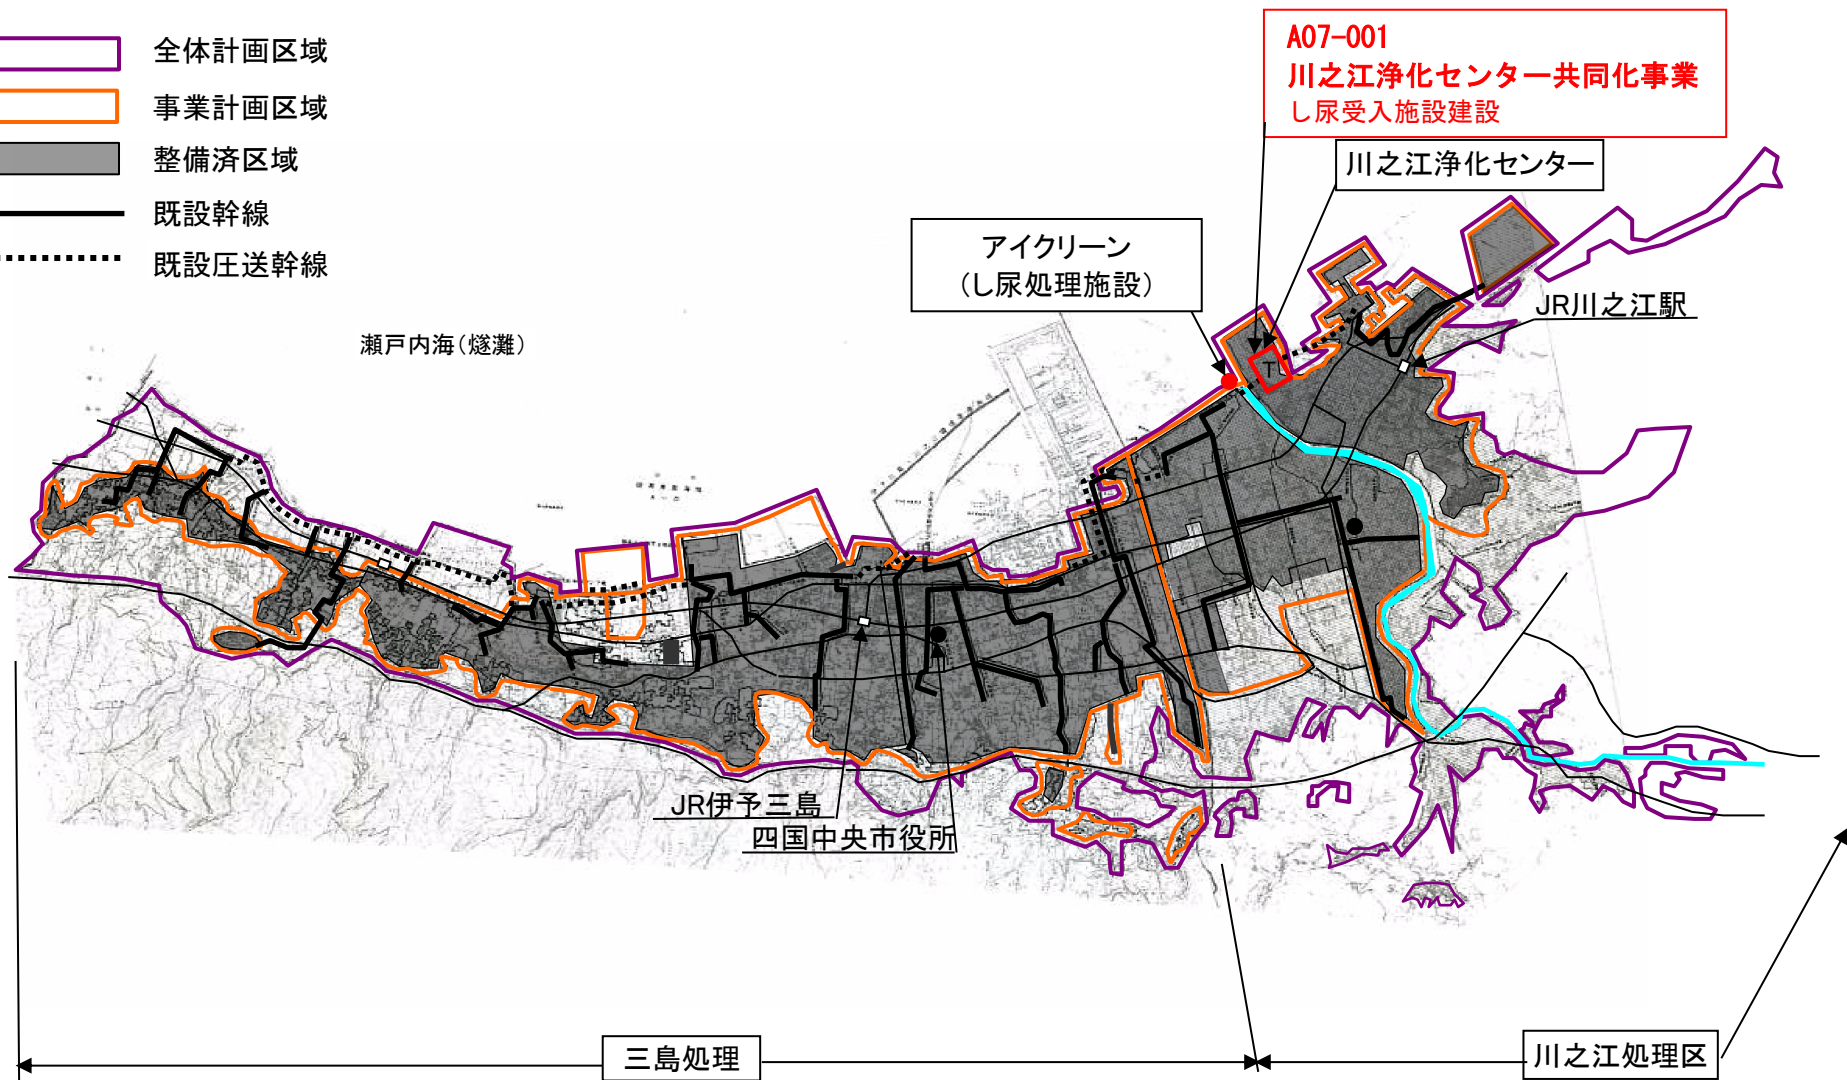 全体計画区域
事業計画区域
整備済区域
既設幹線
既設圧送幹線
A07-001
川之江浄化センター共同化事業
し尿受入施設建設
川之江浄化センター
アイクリーン
(し尿処理施設)
JR川之江駅
瀬戸内海(燧灘)
T
JR伊予三島
四国中央市役所
三島処理
川之江処理区